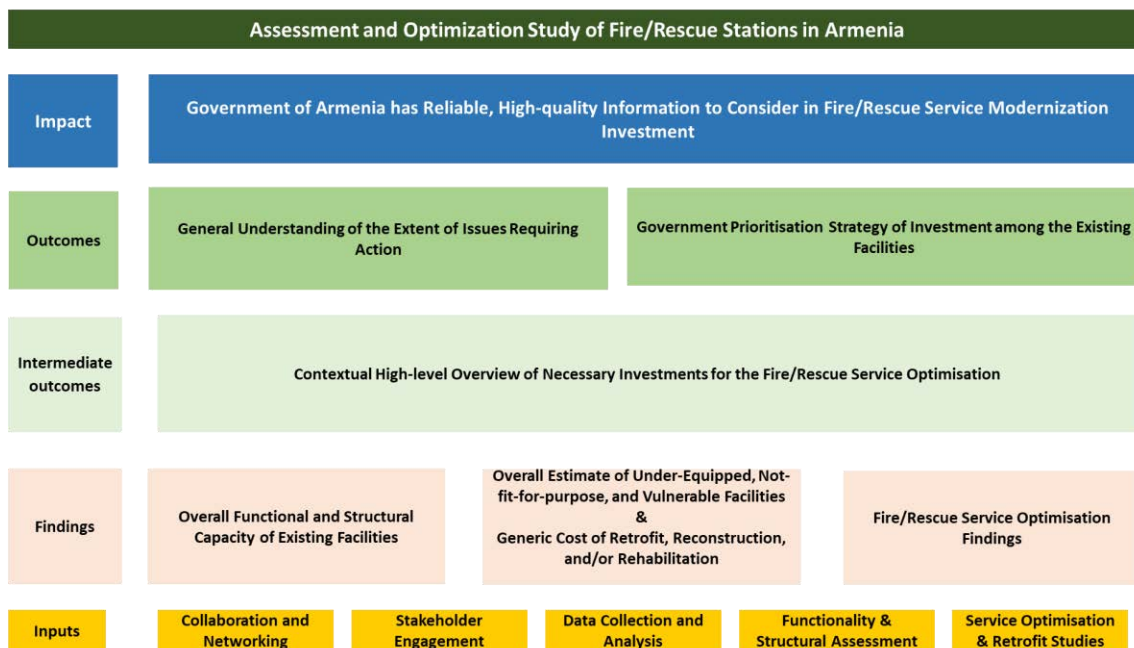 Assessment and Optimization Study of Fire/Rescue Stations in Armenia
Impact
Government of Armenia has Reliable, High-quality Information to Consider in Fire/Rescue Service Modernization
Investment
Outcomes
General Understanding of the Extent of Issues Requiring
Action
Government Prioritisation Strategy of Investment among the Existing
Facilities
Intermediate
outcomes
Contextual High-level Overview of Necessary Investments for the Fire/Rescue Service Optimisation
Findings
Overall Functional and Structural
Capacity of Existing Facilities
Overall Estimate of Under-Equipped, Not-
fit-for-purpose, and Vulnerable Facilities
&
Generic Cost of Retrofit, Reconstruction,
and/or Rehabilitation
Fire/Rescue Service Optimisation
Findings
Inputs
Collaboration and
Networking
Stakeholder
Engagement
Data Collection and
Analysis
Functionality &
Structural Assessment
Service Optimisation
& Retrofit Studies